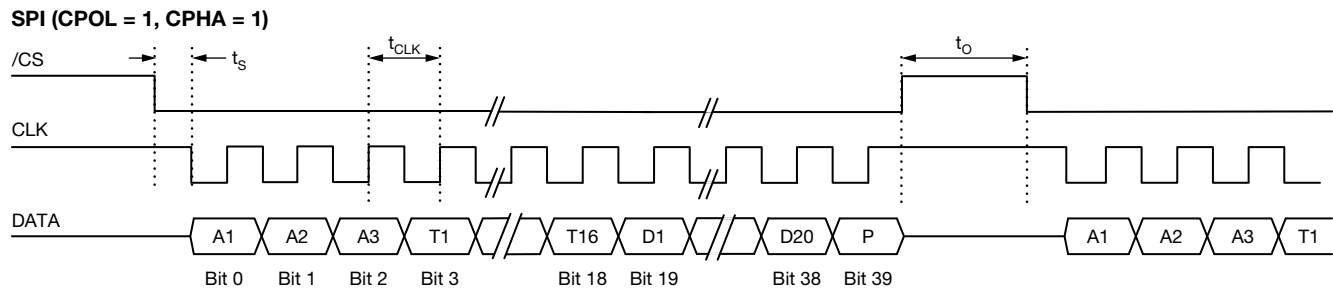 SPI (CPOL = 1, CPHA = 1)
/CS tS tCLK tO
CLK
DATA A1 A2 A3 T1 T16 D1 D20 P A1 A2 A3 T1
Bit 0 Bit 1 Bit 2 Bit 3 Bit 18 Bit 19 Bit 38 Bit 39